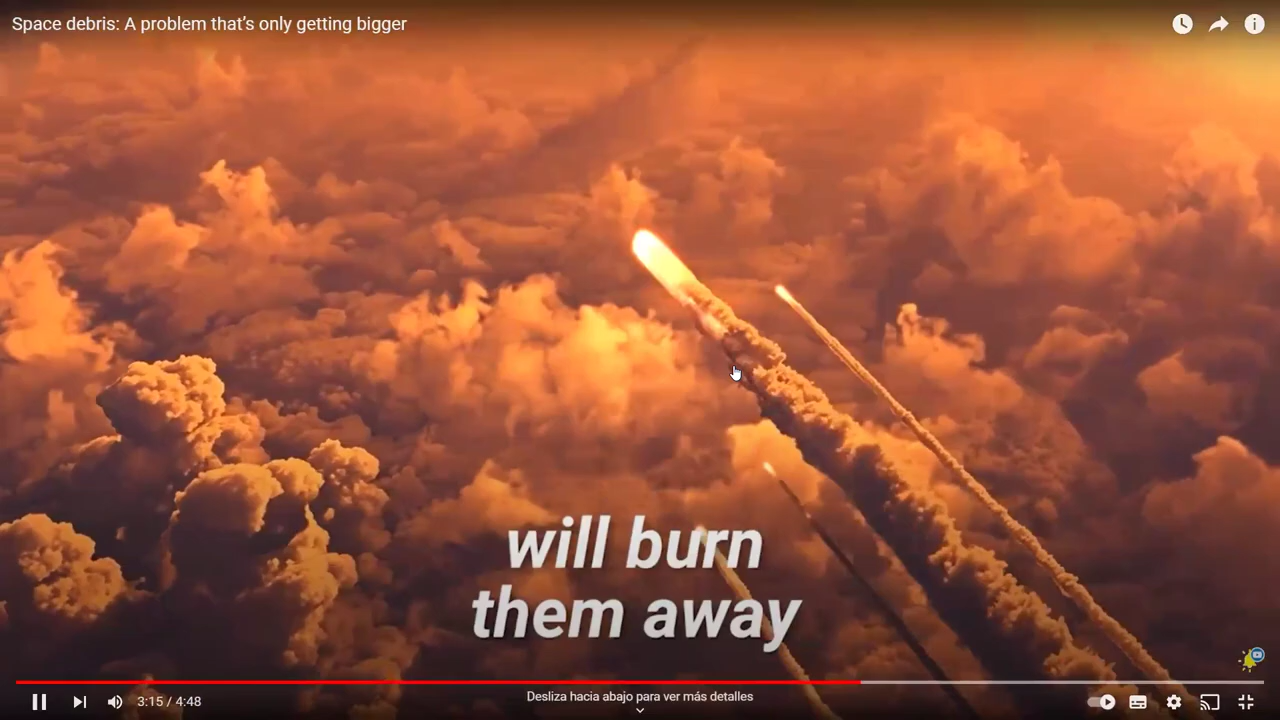 Space debris: A problem that’s only getting bigger
will burn
them away
3:15 / 4:48
Desliza hacia abajo para ver más detalles